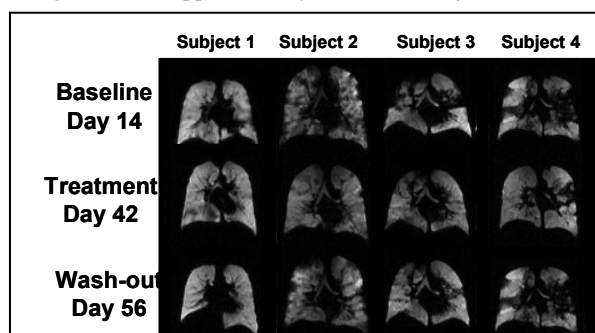 Subject 1 Subject 2 Subject 3 Subject 4
Baseline
Day 14
Treatment
Day 42
Wash-out
Day 56